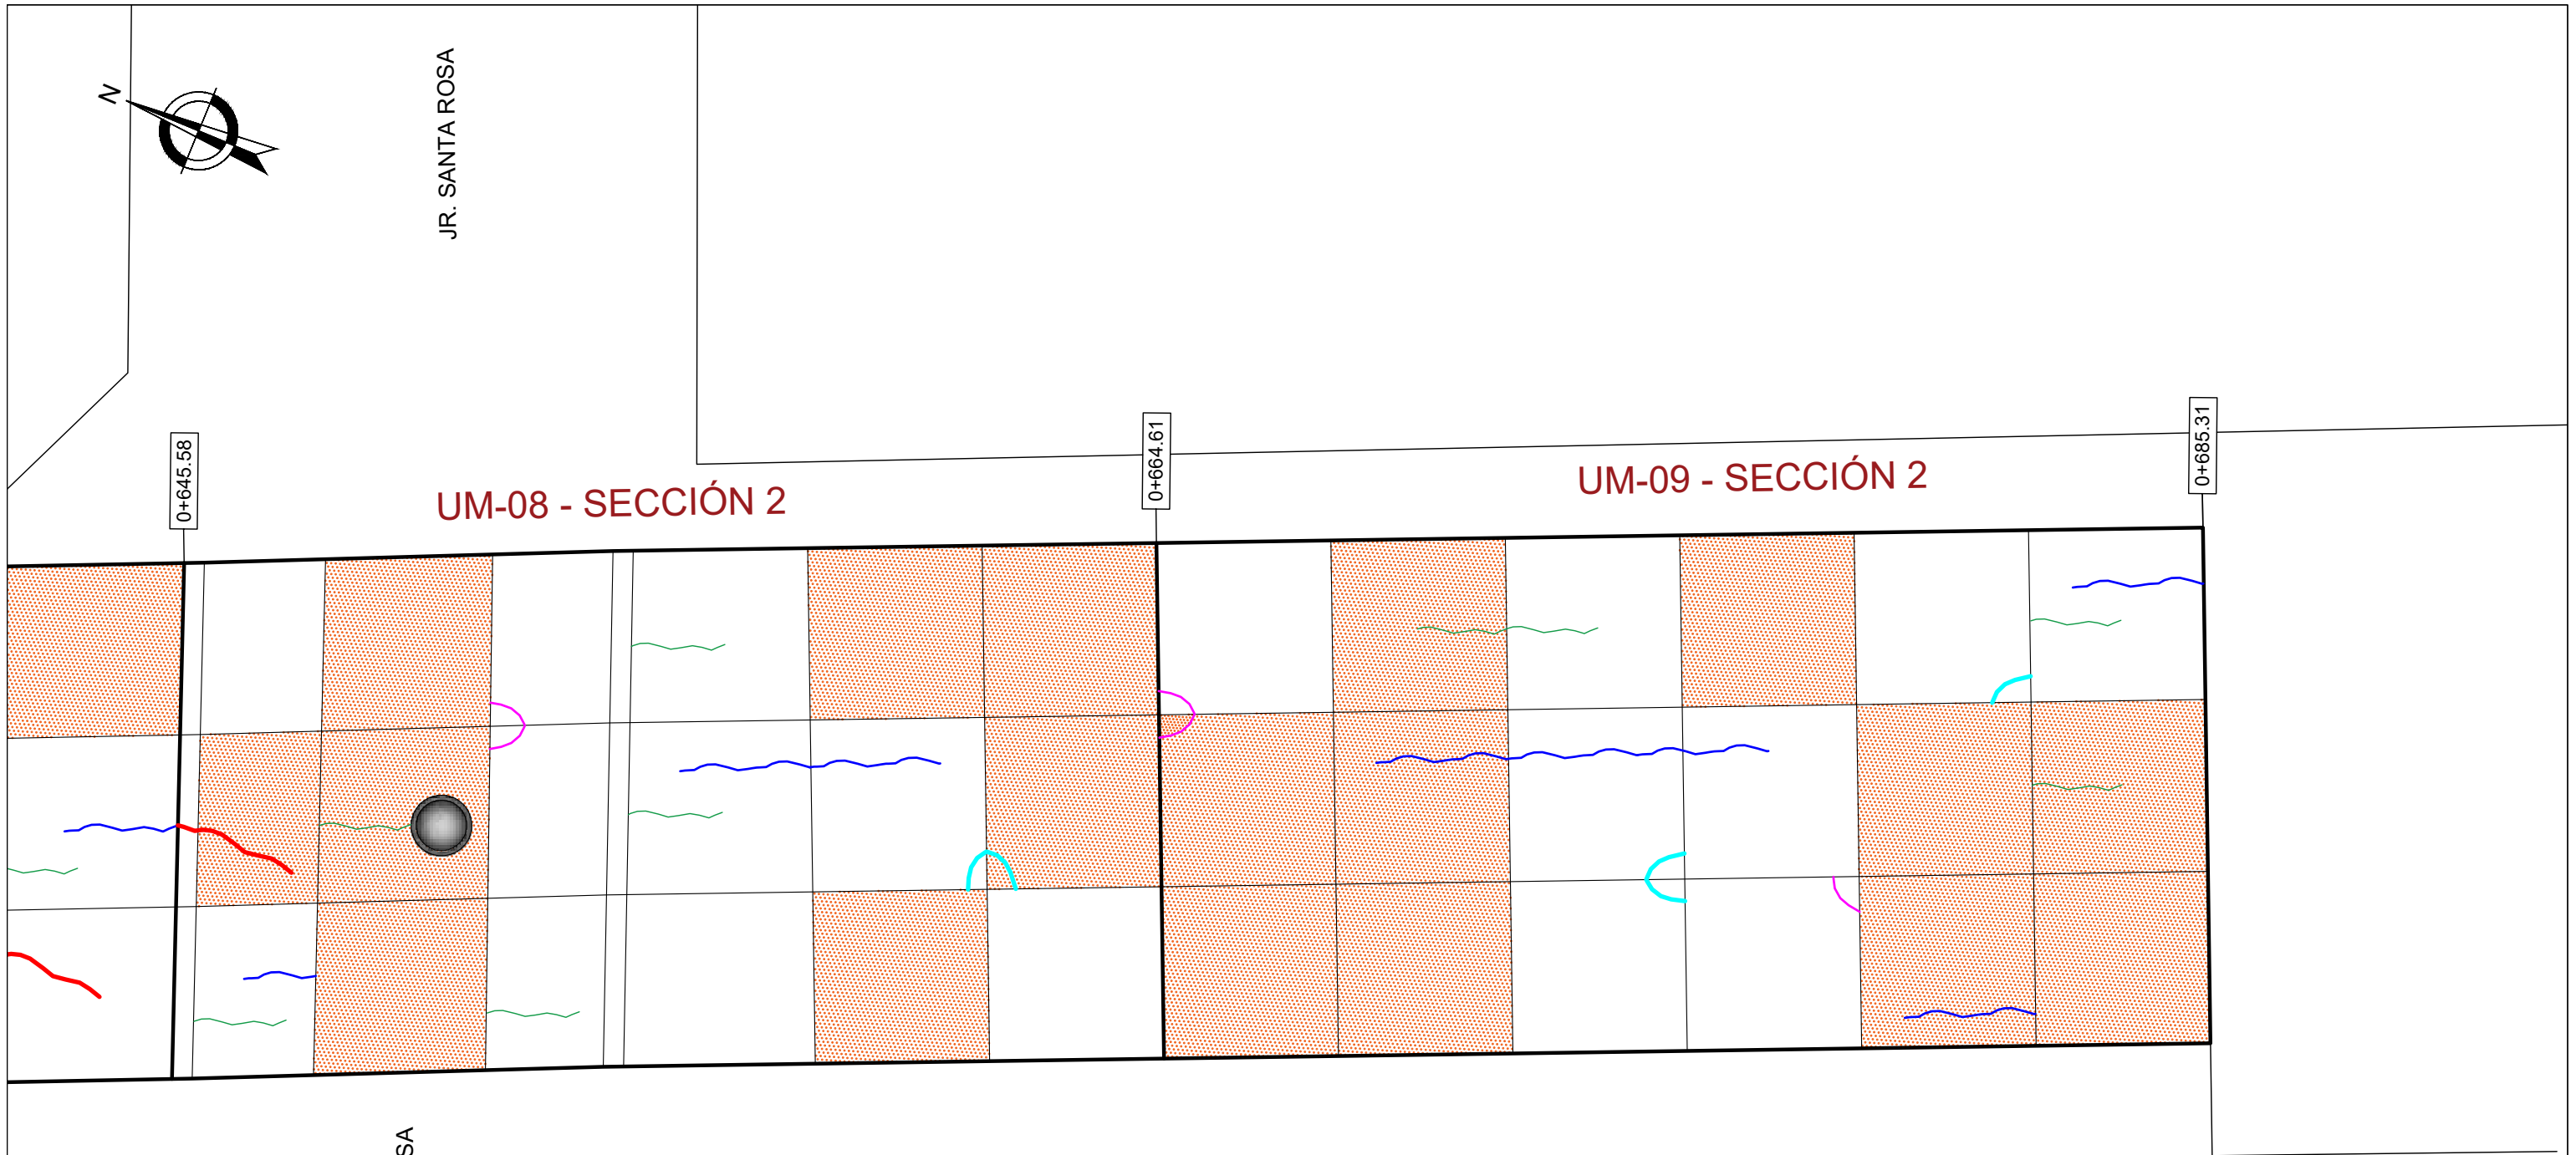 N
JR. SANTA ROSA
0+645.58
UM-08 - SECCIÓN 2
0+664.61
UM-09 - SECCIÓN 2
0+685.31
SA